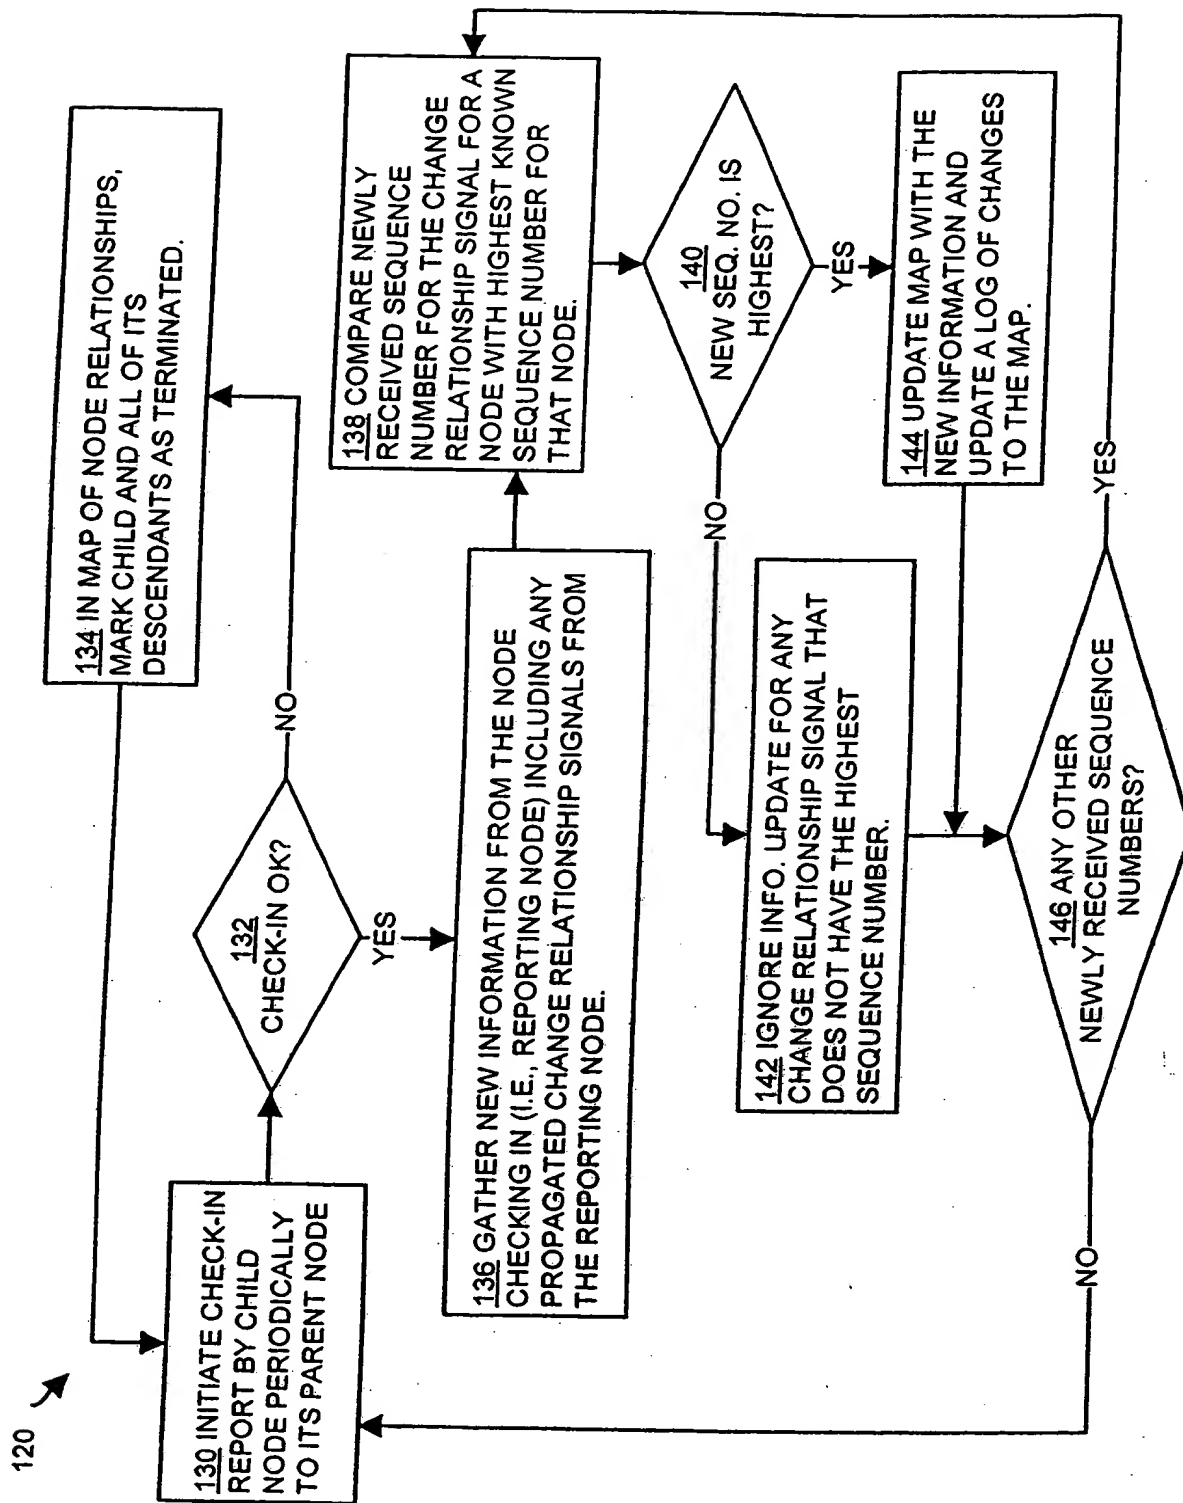 120
130 INITIATE CHECK-IN
REPORT BY CHILD
NODE PERIODICALLY
TO ITS PARENT NODE
132
CHECK-IN OK?
NO
YES
134 IN MAP OF NODE RELATIONSHIPS,
MARK CHILD AND ALL OF ITS
DESCENDANTS AS TERMINATED.
136 GATHER NEW INFORMATION FROM THE NODE
CHECKING IN (I.E., REPORTING NODE) INCLUDING ANY
PROPAGATED CHANGE RELATIONSHIP SIGNALS FROM
THE REPORTING NODE.
138 COMPARE NEWLY
RECEIVED SEQUENCE
NUMBER FOR THE CHANGE
RELATIONSHIP SIGNAL FOR A
NODE WITH HIGHEST KNOWN
SEQUENCE NUMBER FOR
THAT NODE.
140
NEW SEQ. NO. IS
HIGHEST?
NO
YES
142 IGNORE INFO. UPDATE FOR ANY
CHANGE RELATIONSHIP SIGNAL THAT
DOES NOT HAVE THE HIGHEST
SEQUENCE NUMBER.
144 UPDATE MAP WITH THE
NEW INFORMATION AND
UPDATE A LOG OF CHANGES
TO THE MAP.
146 ANY OTHER
NEWLY RECEIVED SEQUENCE
NUMBERS?
NO
YES